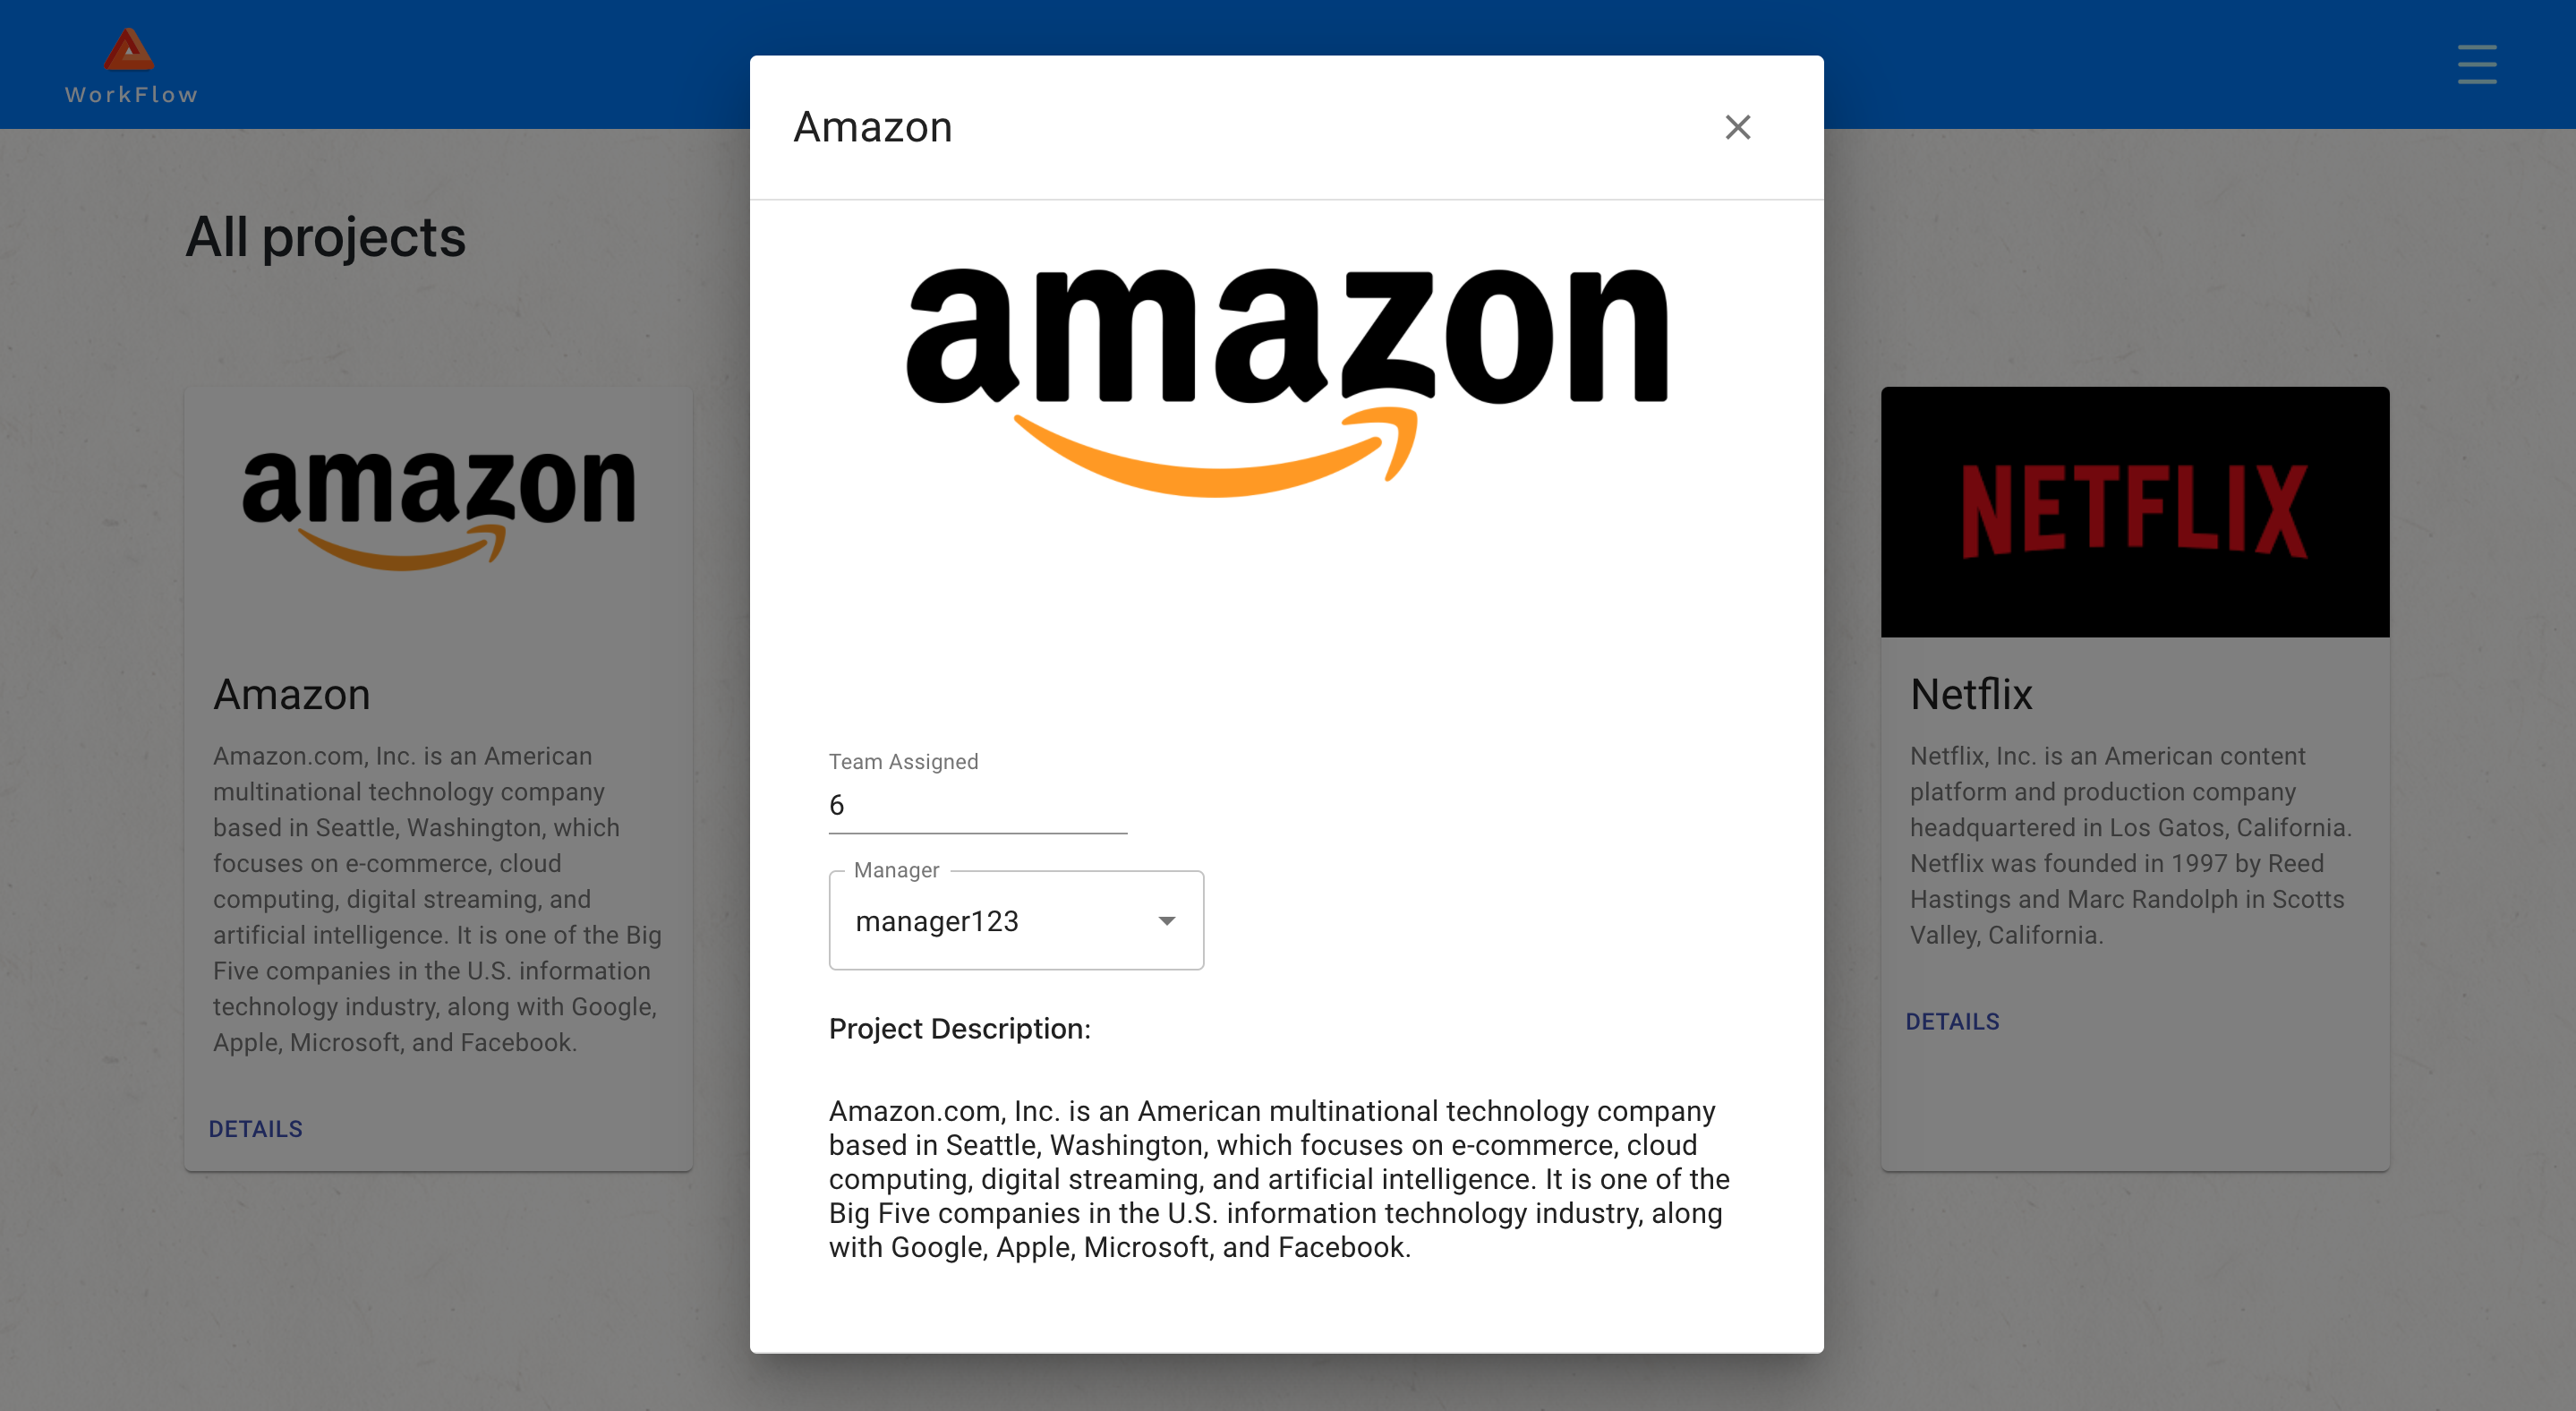 WorkFlow
All projects
amazon
Amazon
Amazon.com, Inc. is an American
multinational technology company
based in Seattle, Washington, which
focuses on e-commerce, cloud
computing, digital streaming, and
artificial intelligence. It is one of the Big
Five companies in the U.S. information
technology industry, along with Google,
Apple, Microsoft, and Facebook.
DETAILS
Amazon
amazon
Team Assigned
6
Manager
manager123
Project Description:
Amazon.com, Inc. is an American multinational technology company
based in Seattle, Washington, which focuses on e-commerce, cloud
computing, digital streaming, and artificial intelligence. It is one of the
Big Five companies in the U.S. information technology industry, along
with Google, Apple, Microsoft, and Facebook.
NETFLIX
Netflix
Netflix, Inc. is an American content
platform and production company
headquartered in Los Gatos, California.
Netflix was founded in 1997 by Reed
Hastings and Marc Randolph in Scotts
Valley, California.
DETAILS